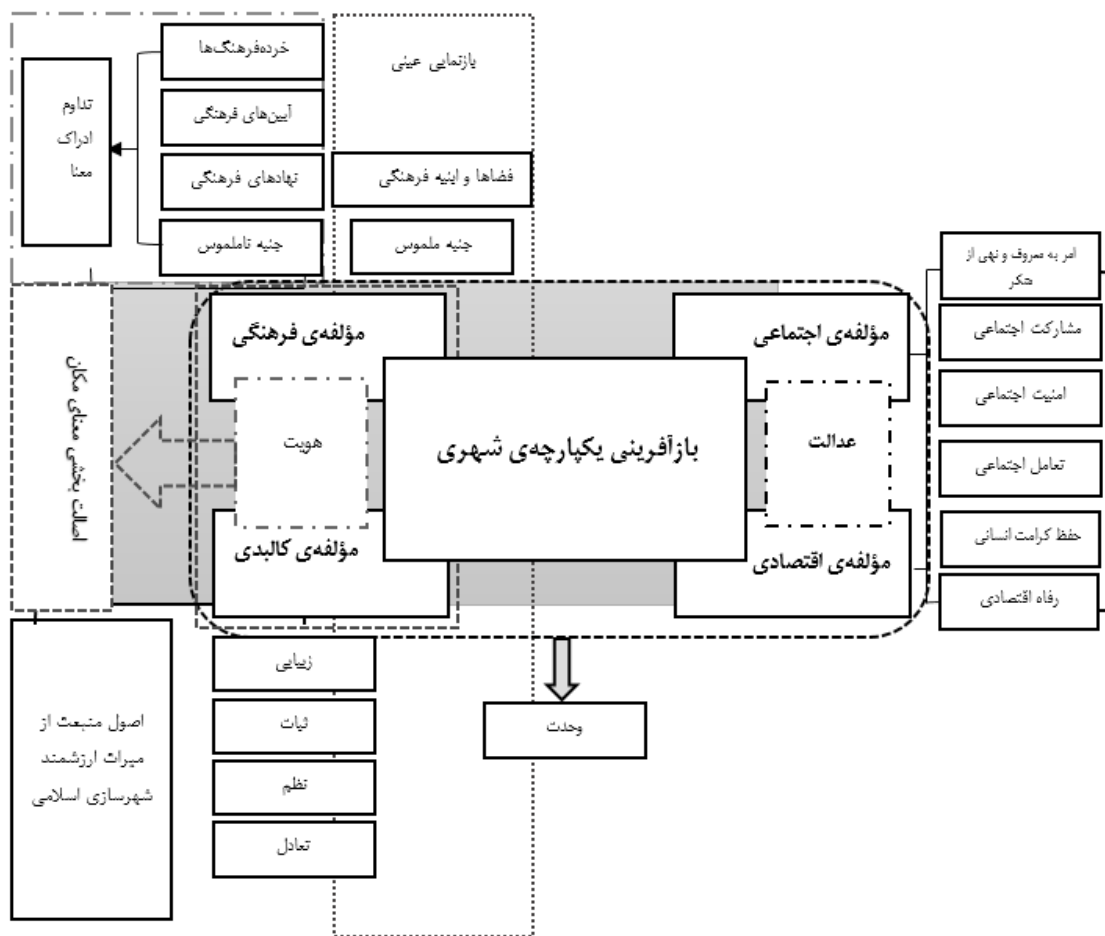 خرده‌فرهنگ‌ها
آیین‌های فرهنگی
نهادهای فرهنگی
جنبه ناملموس
تداوم
ادراک
معنا
بازنمایی عینی
فضاها و ابنیه فرهنگی
جنبه ملموس
امر به معروف و نهی از
منکر
مشارکت اجتماعی
امنیت اجتماعی
تعامل اجتماعی
حفظ کرامت انسانی
رفاه اقتصادی
مؤلفه‌ی اجتماعی
عدالت
مؤلفه‌ی اقتصادی
بازآفرینی یکپارچه‌ی شهری
مؤلفه‌ی فرهنگی
هویت
مؤلفه‌ی کالبدی
اصالت بخشی معنای مکان
زیبایی
ثبات
نظم
تعادل
وحدت
اصول منبعث از
میراث ارزشمند
شهرسازی اسلامی